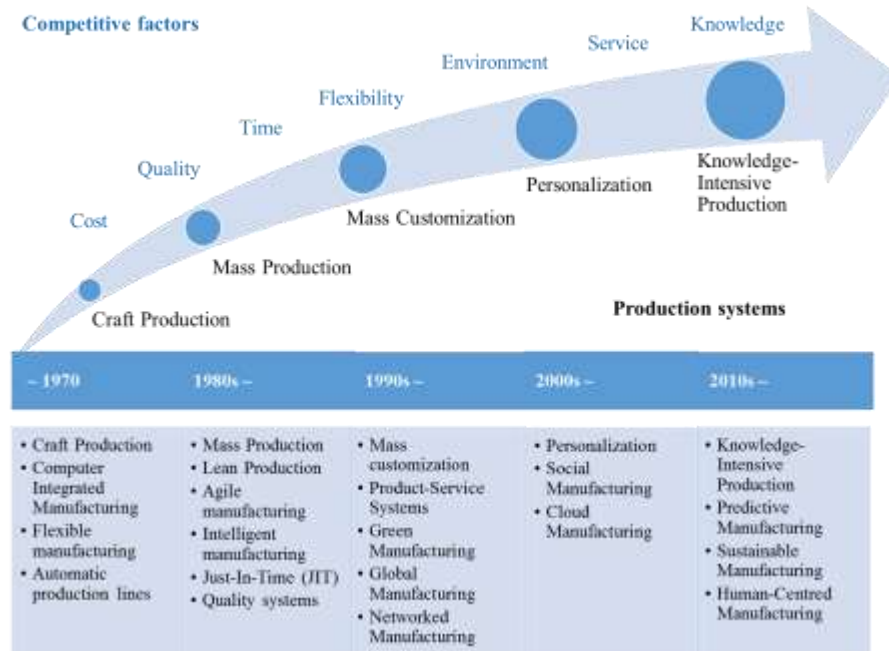 Competitive factors
Knowledge
Service
Environment
Flexibility
Time
Quality
Cost
Knowledge-
Intensive
Production
Personalization
Mass Customization
Mass Production
Craft Production
Production systems
~ 1970
1980s ~
1990s ~
2000s ~
2010s ~
• Craft Production
• Computer
Integrated
Manufacturing
• Flexible
manufacturing
• Automatic
production lines
• Mass Production
• Lean Production
• Agile
manufacturing
• Intelligent
manufacturing
• Just-In-Time (JIT)
• Quality systems
• Mass
customization
• Product-Service
Systems
• Green
Manufacturing
• Global
Manufacturing
• Networked
Manufacturing
• Personalization
• Social
Manufacturing
• Cloud
Manufacturing
• Knowledge-
Intensive
Production
• Predictive
Manufacturing
• Sustainable
Manufacturing
• Human-Centred
Manufacturing